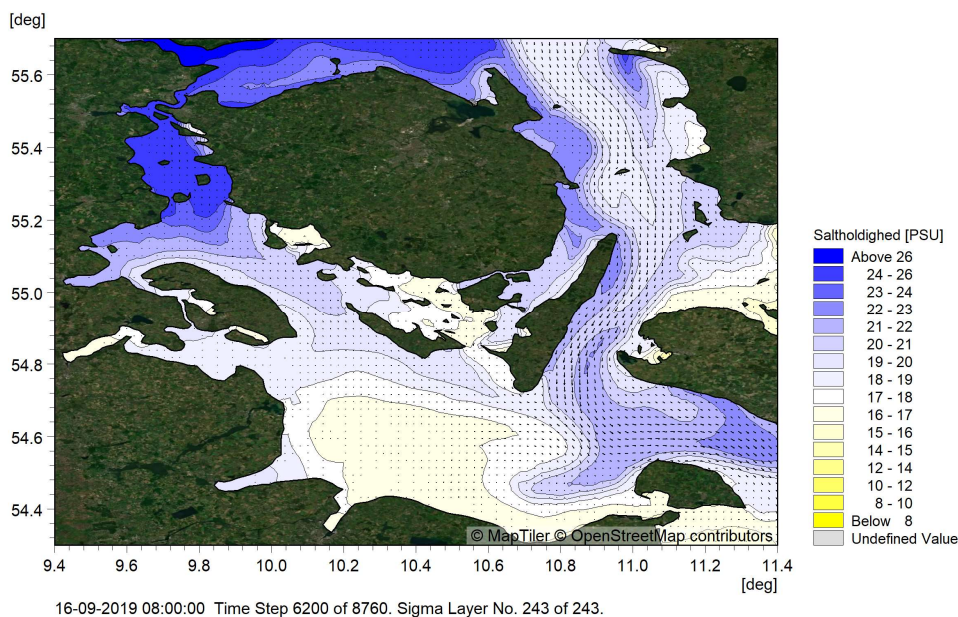 [deg]
55.6
55.4
55.2
55.0
54.8
54.6
54.4
Saltholdighed [PSU]
Above 26
24 - 26
23 - 24
22 - 23
21 - 22
20 - 21
19 - 20
18 - 19
17 - 18
16 - 17
15 - 16
14 - 15
12 - 14
10 - 12
8 - 10
Below 8
Undefined Value
© MapTiler © OpenStreetMap contributors
9.4 9.6 9.8 10.0 10.2 10.4 10.6 10.8 11.0 11.2 11.4
[deg]
16-09-2019 08:00:00 Time Step 6200 of 8760. Sigma Layer No. 243 of 243.